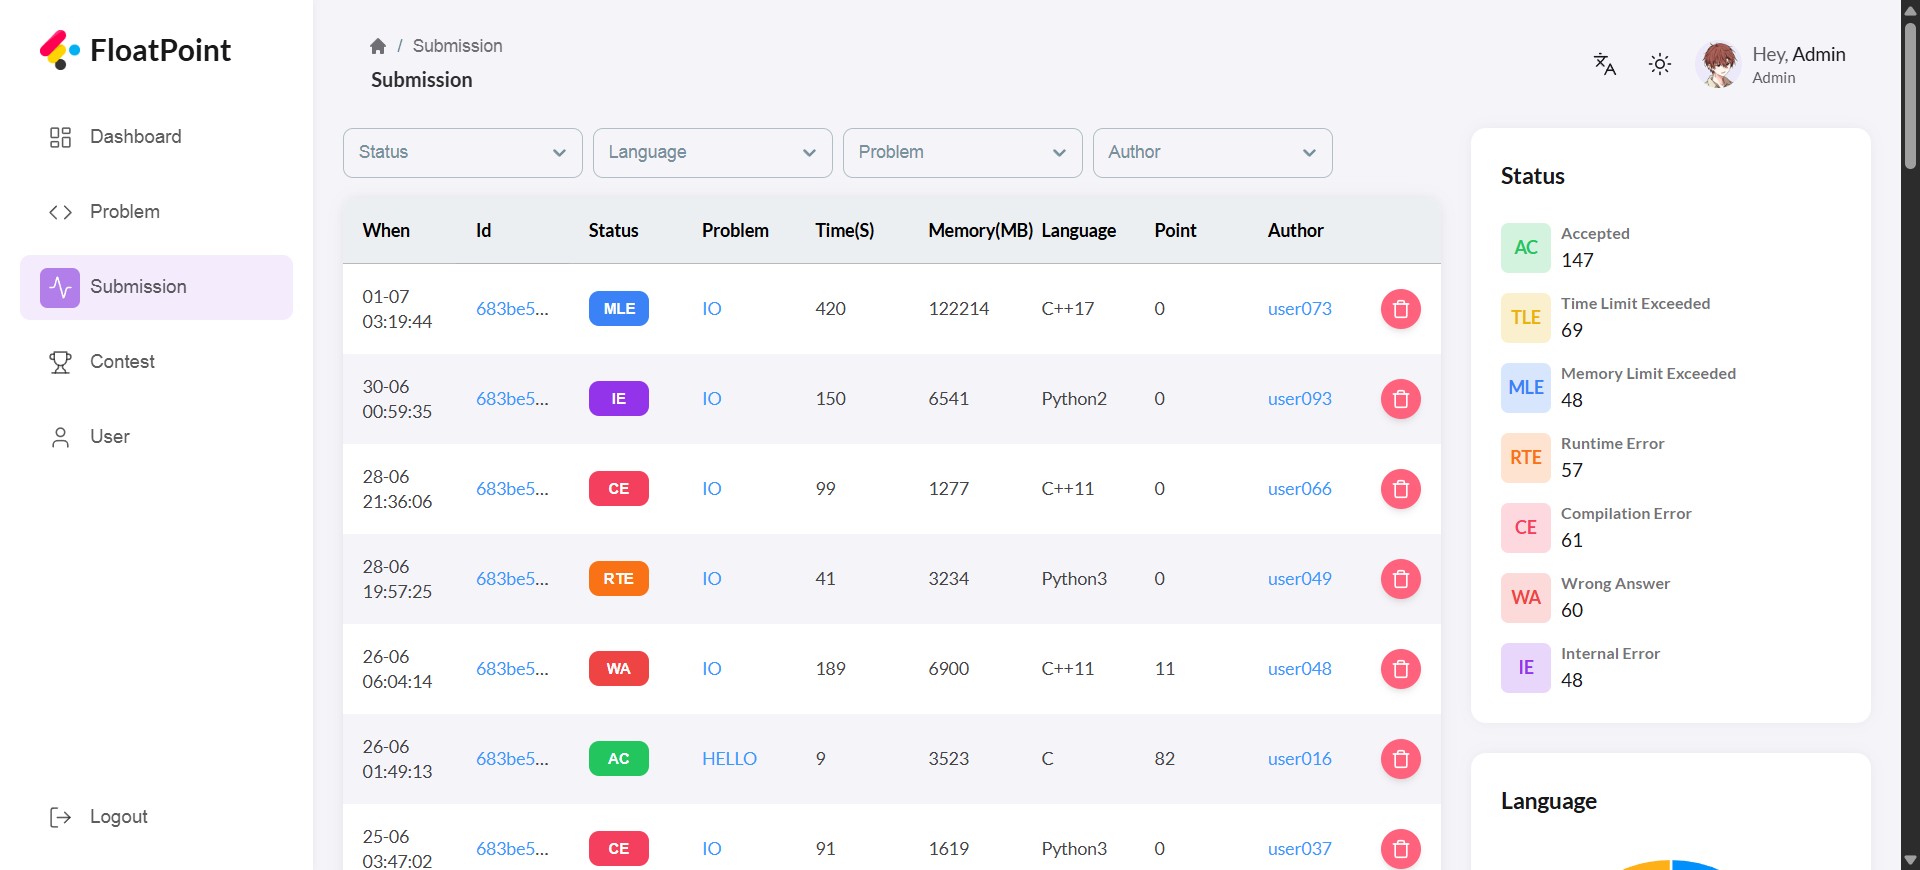 FloatPoint
Dashboard
Problem
Submission
Contest
User
Logout
/ Submission
Submission
Hey, Admin
Admin
Status
Language
Problem
Author
When Id Status Problem Time(S) Memory(MB) Language Point Author
01-07
03:19:44
683be5... MLE IO 420 122214 C++17 0 user073
30-06
00:59:35
683be5... IE IO 150 6541 Python2 0 user093
28-06
21:36:06
683be5... CE IO 99 1277 C++11 0 user066
28-06
19:57:25
683be5... RTE IO 41 3234 Python3 0 user049
26-06
06:04:14
683be5... WA IO 189 6900 C++11 11 user048
26-06
01:49:13
683be5... AC HELLO 9 3523 C 82 user016
25-06
03:47:02
683be5... CE IO 91 1619 Python3 0 user037
Status
AC
Accepted
147
TLE
Time Limit Exceeded
69
MLE
Memory Limit Exceeded
48
RTE
Runtime Error
57
CE
Compilation Error
61
WA
Wrong Answer
60
IE
Internal Error
48
Language